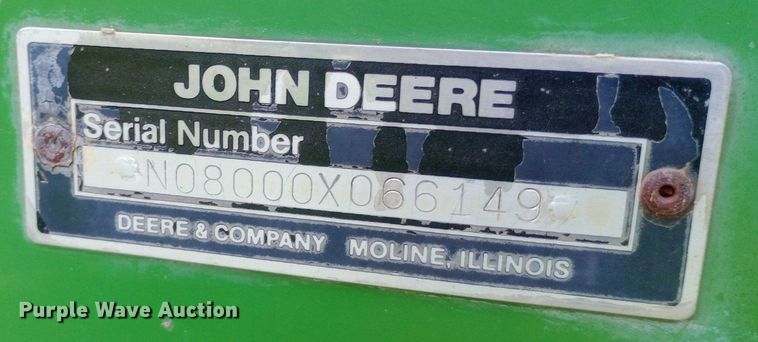 JOHN DEERE
Serial Number
N08000X066149
DEERE & COMPANY MOLINE, ILLINOIS
Purple Wave Auction